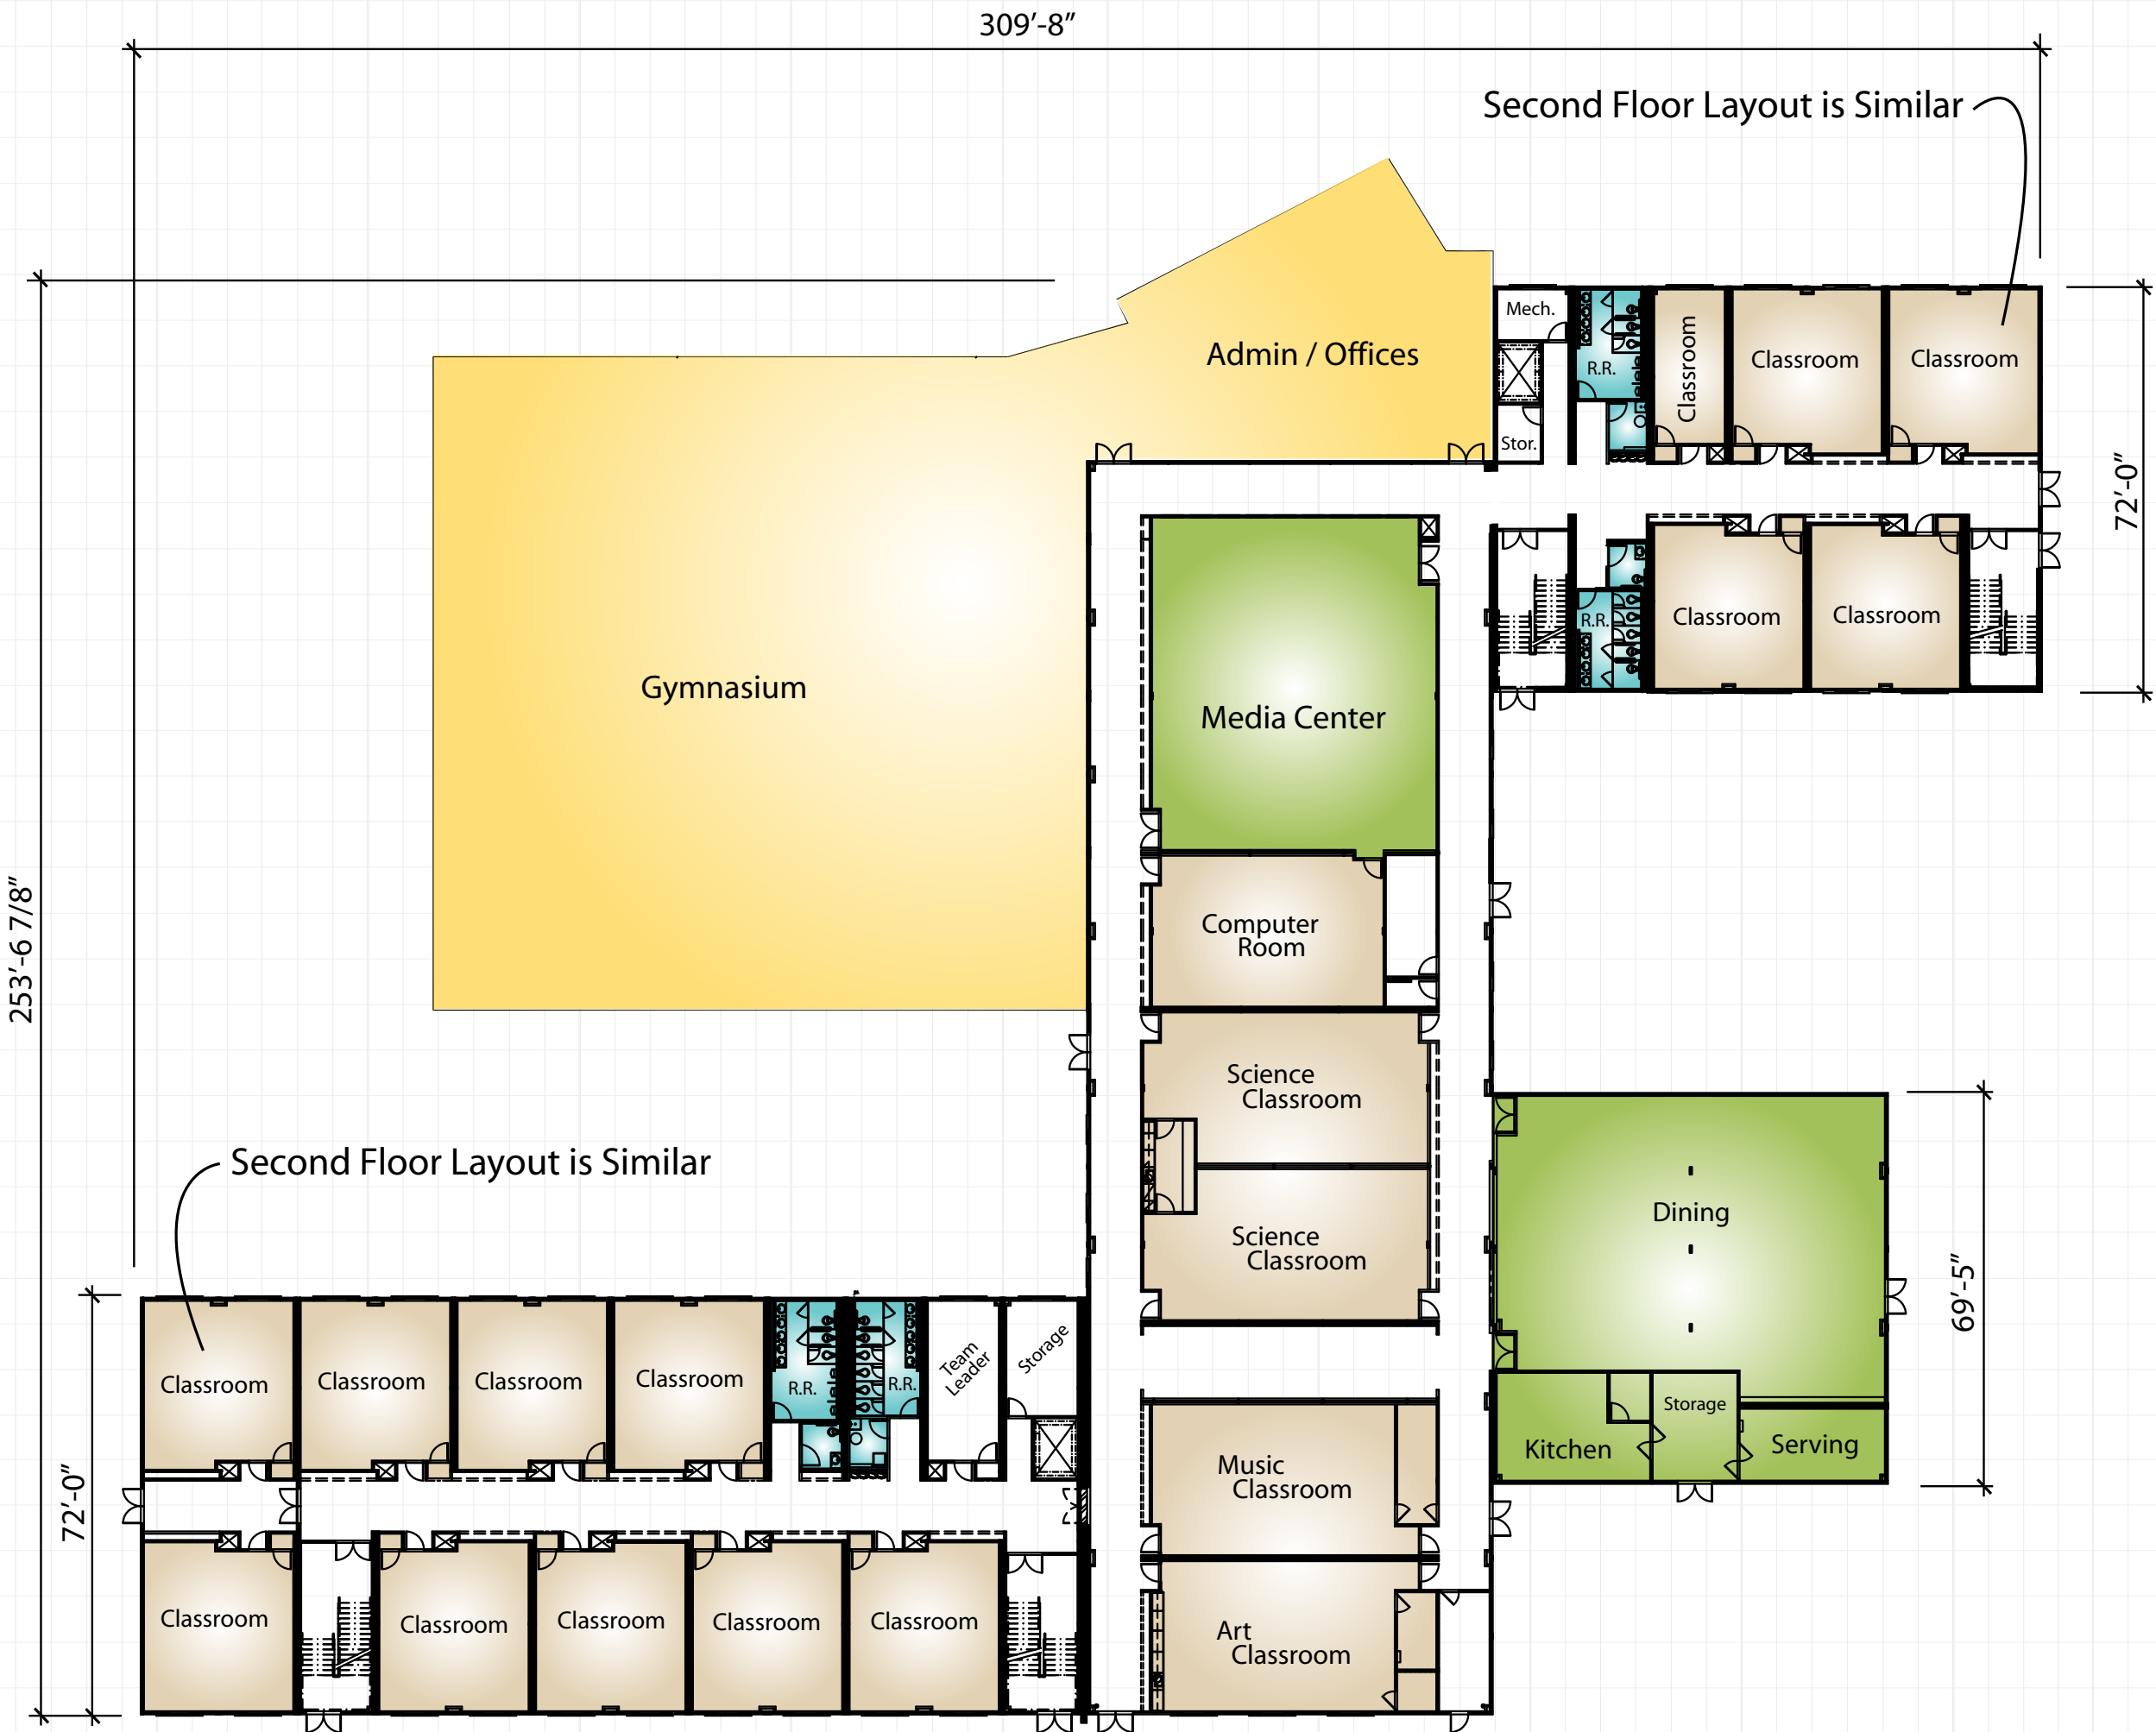 309'-8"
Second Floor Layout is Similar
Mech.
R.R.
Classroom
Classroom
Classroom
Admin / Offices
Stor.
72'-0"
R.R.
Classroom
Classroom
Gymnasium
Media Center
253'-6 7/8"
Computer
Room
Science
Classroom
Second Floor Layout is Similar
Science
Classroom
Dining
69'-5"
Storage
Kitchen
Serving
Classroom
Classroom
Classroom
Classroom
R.R.
R.R.
Team
Leader
Storage
72'-0"
Music
Classroom
Classroom
Classroom
Classroom
Classroom
Classroom
Art
Classroom